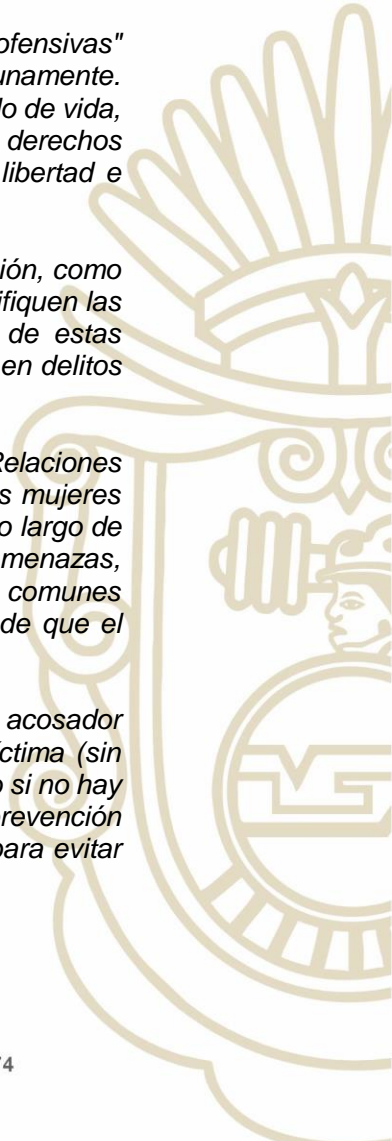 ofensivas"
unamente.
lo de vida,
derechos
libertad e
ión, como
ifiquen las
de estas
en delitos
Relaciones
s mujeres
o largo de
menazas,
comunes
de que el
acosador
íctima (sin
o si no hay
prevención
para evitar
74